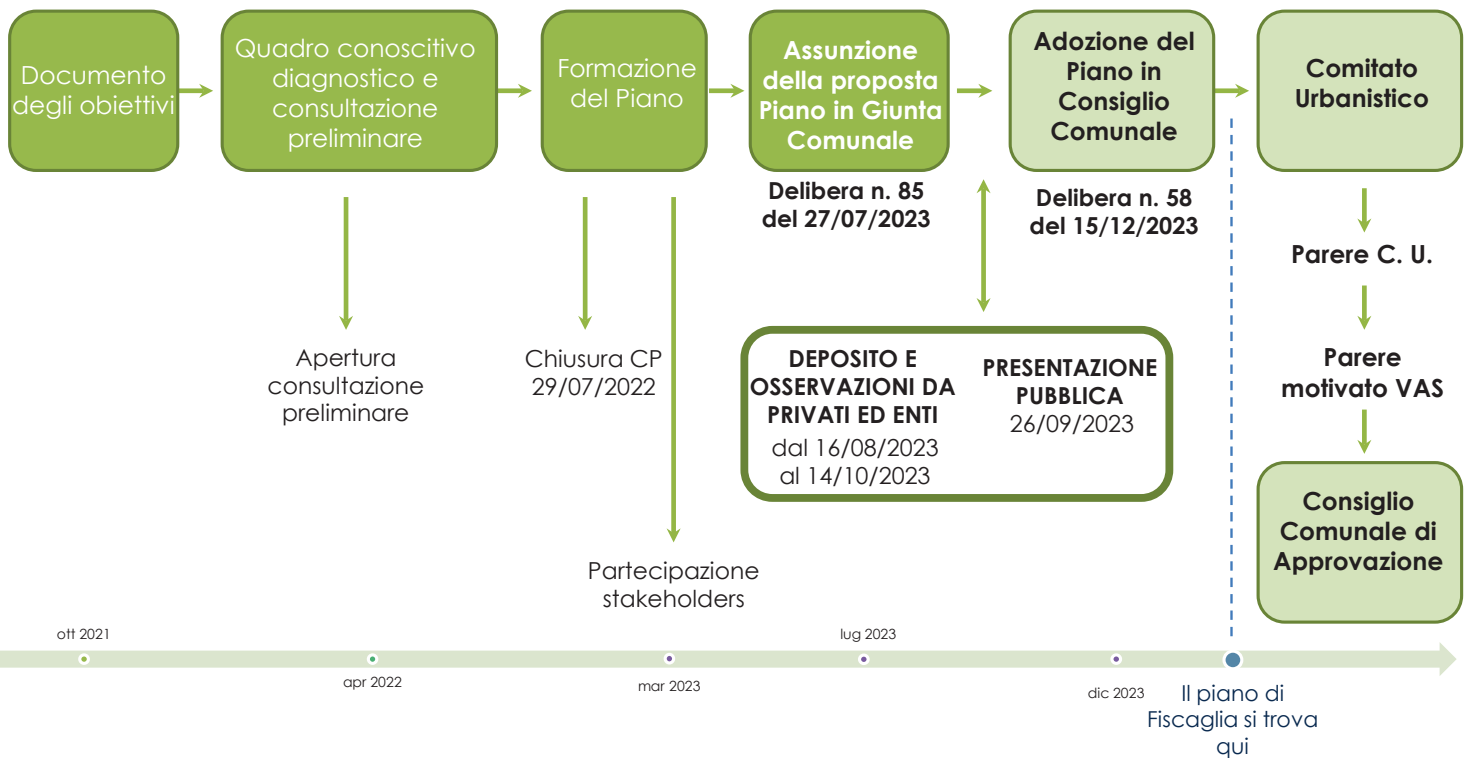 Documento
degli obiettivi
Quadro conoscitivo
diagnostico e
consultazione
preliminare
Formazione
del Piano
Assunzione
della proposta
Piano in Giunta
Comunale
Adozione del
Piano in
Consiglio
Comunale
Comitato
Urbanistico
Delibera n. 85
del 27/07/2023
Delibera n. 58
del 15/12/2023
Parere C. U.
Apertura
consultazione
preliminare
Chiusura CP
29/07/2022
DEPOSITO E
OSSERVAZIONI DA
PRIVATI ED ENTI
dal 16/08/2023
al 14/10/2023
PRESENTAZIONE
PUBBLICA
26/09/2023
Parere
motivato VAS
Consiglio
Comunale di
Approvazione
Partecipazione
stakeholders
ott 2021
apr 2022
mar 2023
lug 2023
dic 2023
Il piano di
Fiscaglia si trova
qui